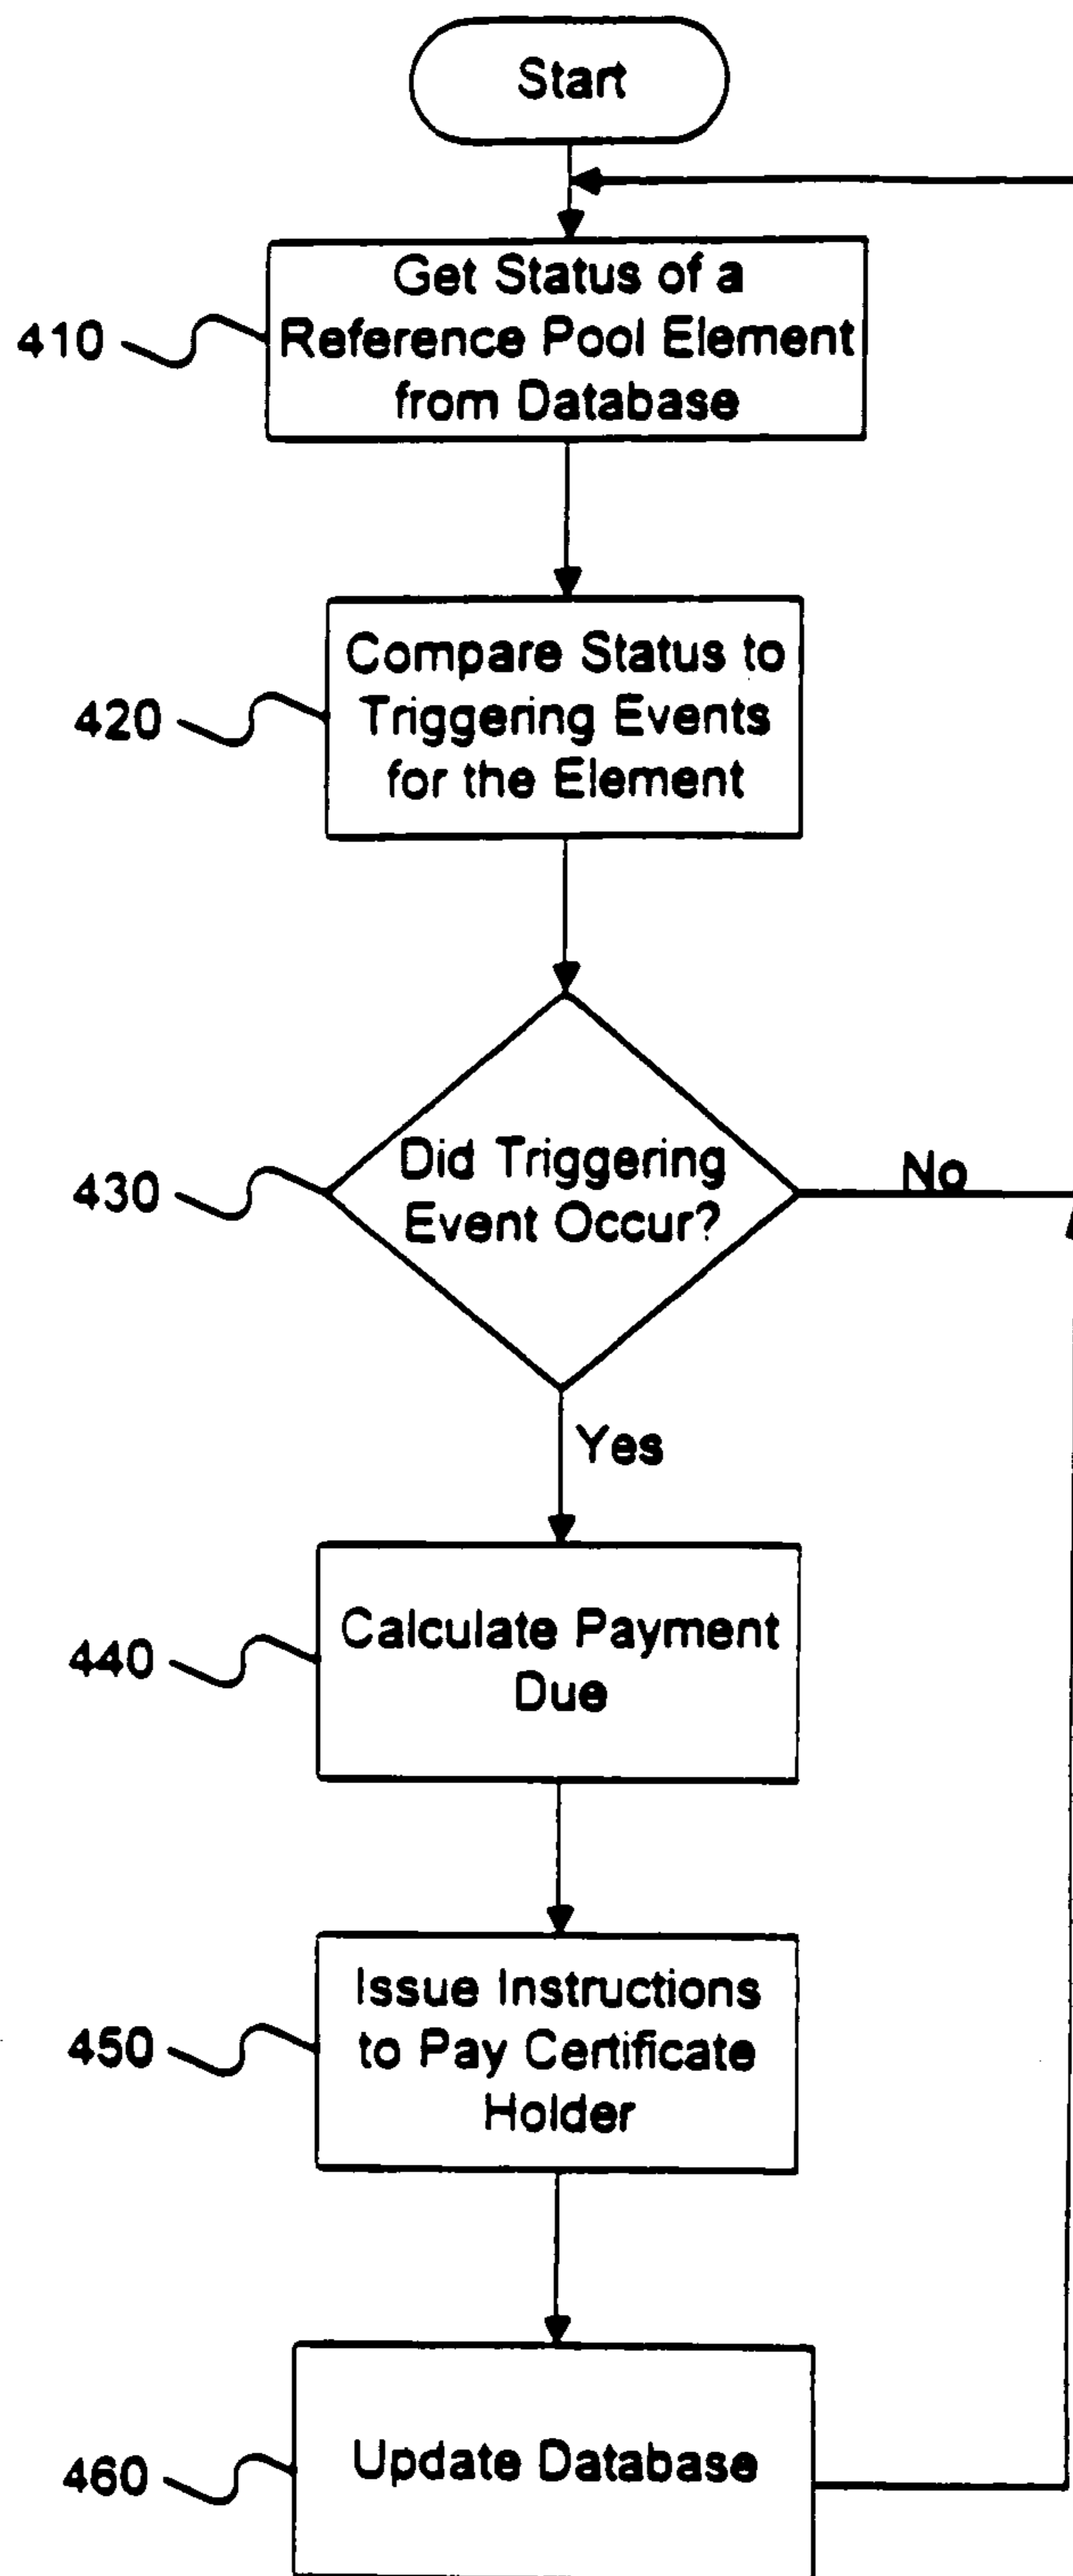 Start
410
Get Status of a
Reference Pool Element
from Database
420
Compare Status to
Triggering Events
for the Element
430
Did Triggering
Event Occur?
No
Yes
440
Calculate Payment
Due
450
Issue Instructions
to Pay Certificate
Holder
460
Update Database